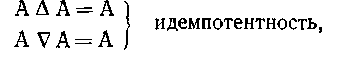 A Δ A = A
A ∇ A = A } идемпотентность,